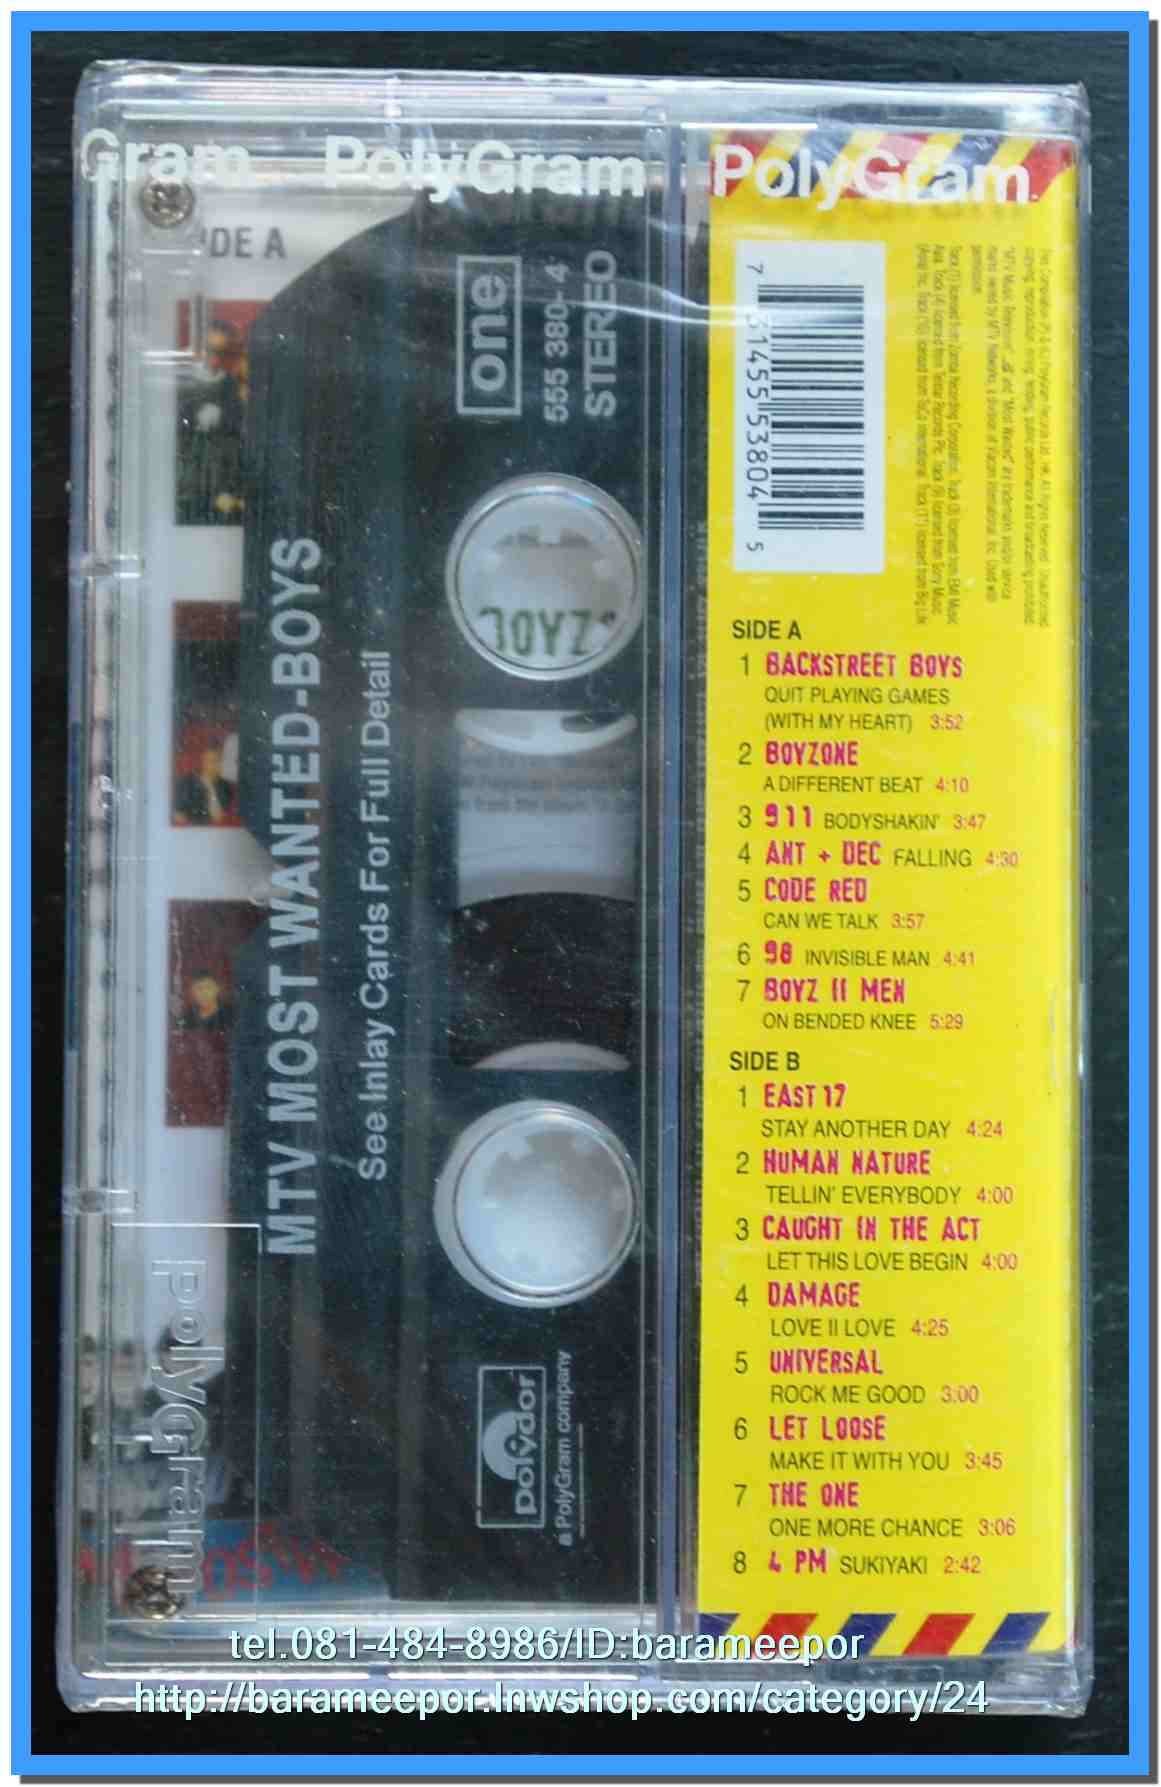 Gram PolyGram PolyGram
SIDE A
one
555 380-4
STEREO
MTV MOST WANTED-BOYS
See Inlay Cards For Full Detail
polydor
a PolyGram company
PolyGram
7 31455 53804 5
SIDE A
1 BACKSTREET BOYS
QUIT PLAYING GAMES
(WITH MY HEART) 3:52
2 BOYZONE
A DIFFERENT BEAT 4:10
3 911 BODYSHAKIN' 3:47
4 ANT + DEC FALLING 4:30
5 CODE RED
CAN WE TALK 3:57
6 98 INVISIBLE MAN 4:41
7 BOYZ II MEN
ON BENDED KNEE 5:29
SIDE B
1 EAST 17
STAY ANOTHER DAY 4:24
2 HUMAN NATURE
TELLIN' EVERYBODY 4:00
3 CAUGHT IN THE ACT
LET THIS LOVE BEGIN 4:00
4 DAMAGE
LOVE II LOVE 4:25
5 UNIVERSAL
ROCK ME GOOD 3:00
6 LET LOOSE
MAKE IT WITH YOU 3:45
7 THE ONE
ONE MORE CHANCE 3:06
8 4 PM SUKIYAKI 2:42
tel.081-484-8986/ID:barameepor
http://barameepor.lnwshop.com/category/24